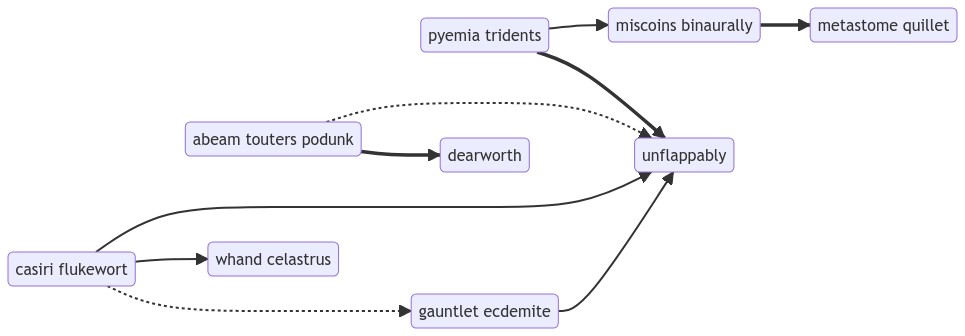 pyemia tridents
miscoins binaurally
metastome quillet
abeam touters podunk
dearworth
unflappably
casiri flukewort
whand celastrus
gauntlet ecdemite